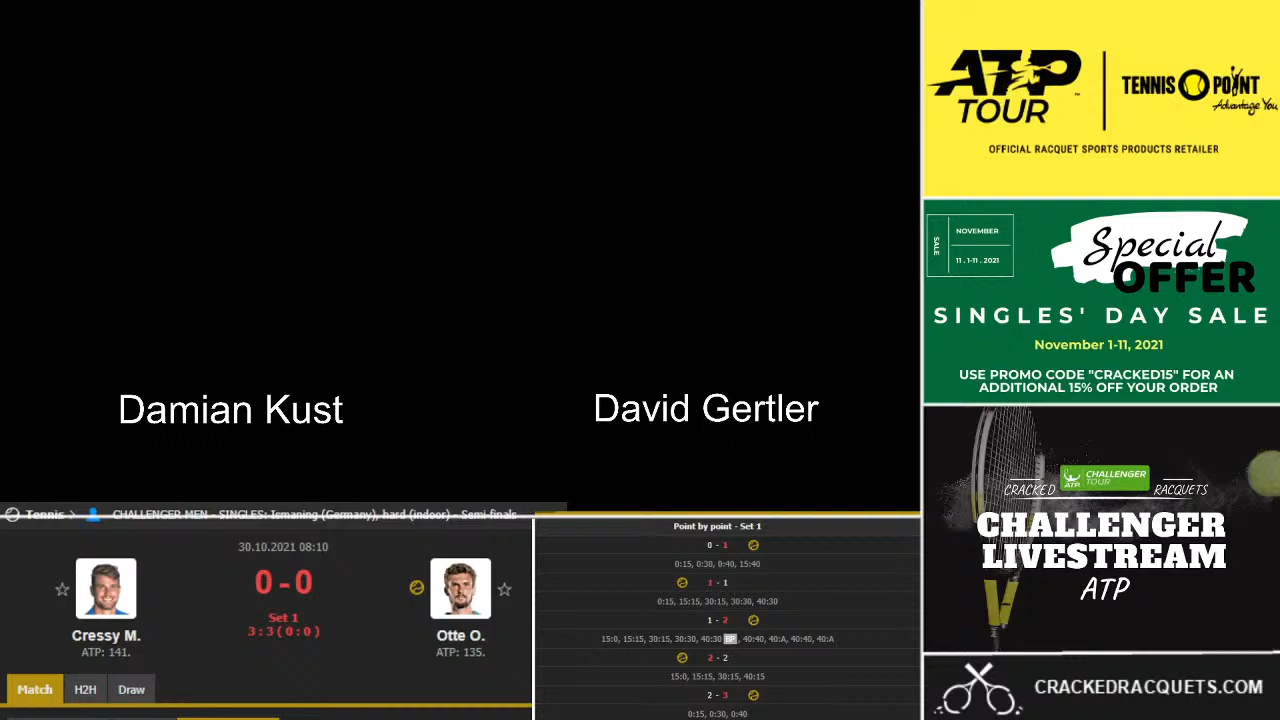 ATP
TOUR
TENNIS POINT
Advantage You
OFFICIAL RACQUET SPORTS PRODUCTS RETAILER
SALE
NOVEMBER
11 . 1-11 . 2021
Special
OFFER
SINGLES' DAY SALE
November 1-11, 2021
USE PROMO CODE "CRACKED15" FOR AN
ADDITIONAL 15% OFF YOUR ORDER
Damian Kust
David Gertler
ATP CHALLENGER TOUR
CRACKED RACQUETS
CHALLENGER
LIVESTREAM
ATP
CRACKEDRACQUETS.COM
Tennis > CHALLENGER MEN - SINGLES: Ismaning (Germany), hard (indoor) - Semi-finals
30.10.2021 08:10
0 - 0
Set 1
3 : 3 ( 0 : 0 )
Cressy M.
ATP: 141.
Otte O.
ATP: 135.
Match H2H Draw
Point by point - Set 1
0 - 1
0:15, 0:30, 0:40, 15:40
1 - 1
0:15, 15:15, 30:15, 30:30, 40:30
1 - 2
15:0, 15:15, 30:15, 30:30, 40:30 BP , 40:40, 40:A, 40:40, 40:A
2 - 2
15:0, 15:15, 30:15, 40:15
2 - 3
0:15, 0:30, 0:40